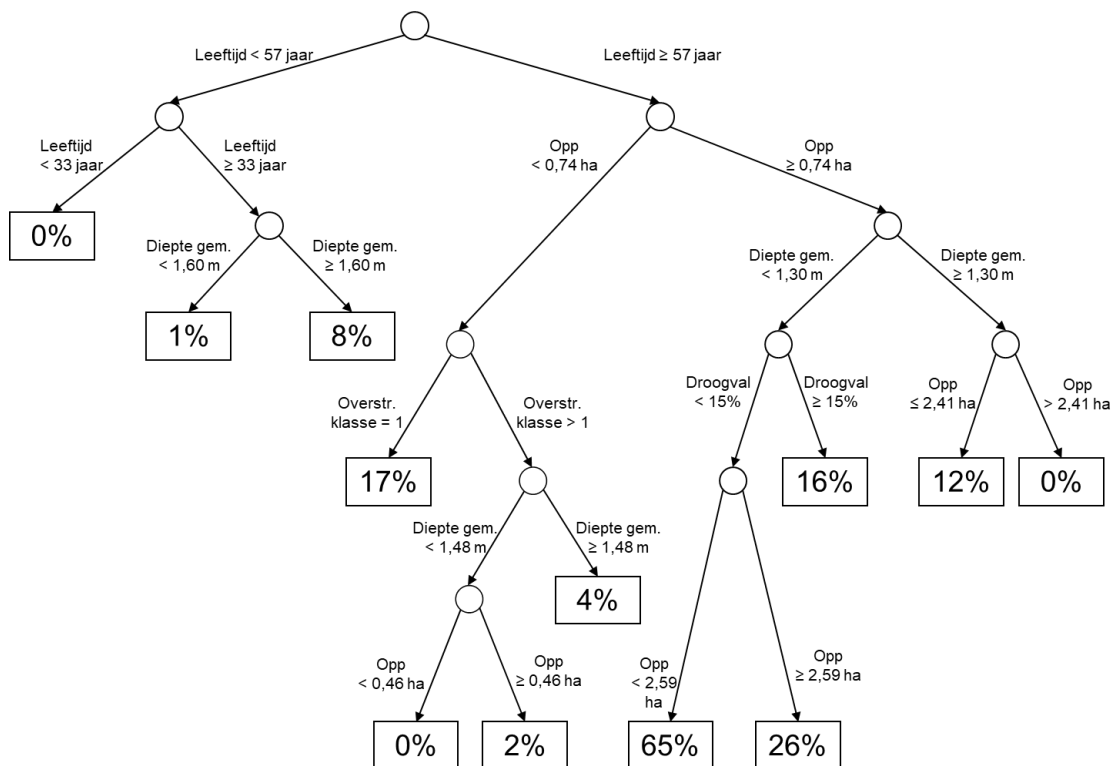 Leeftijd < 57 jaar
Leeftijd ≥ 57 jaar
Leeftijd
< 33 jaar
Leeftijd
≥ 33 jaar
Opp
< 0,74 ha
Opp
≥ 0,74 ha
0%
Diepte gem.
< 1,60 m
Diepte gem.
≥ 1,60 m
Diepte gem.
< 1,30 m
Diepte gem.
≥ 1,30 m
1%
8%
Overstr.
klasse = 1
Overstr.
klasse > 1
Droogval
< 15%
Droogval
≥ 15%
Opp
≤ 2,41 ha
Opp
> 2,41 ha
17%
16%
12%
0%
Diepte gem.
< 1,48 m
Diepte gem.
≥ 1,48 m
4%
Opp
< 0,46 ha
Opp
≥ 0,46 ha
Opp
< 2,59
ha
Opp
≥ 2,59 ha
0%
2%
65%
26%